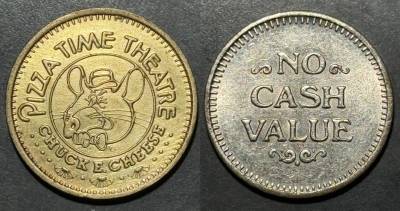 PIZZA TIME THEATRE
CHUCK E. CHEESE
NO
CASH
VALUE